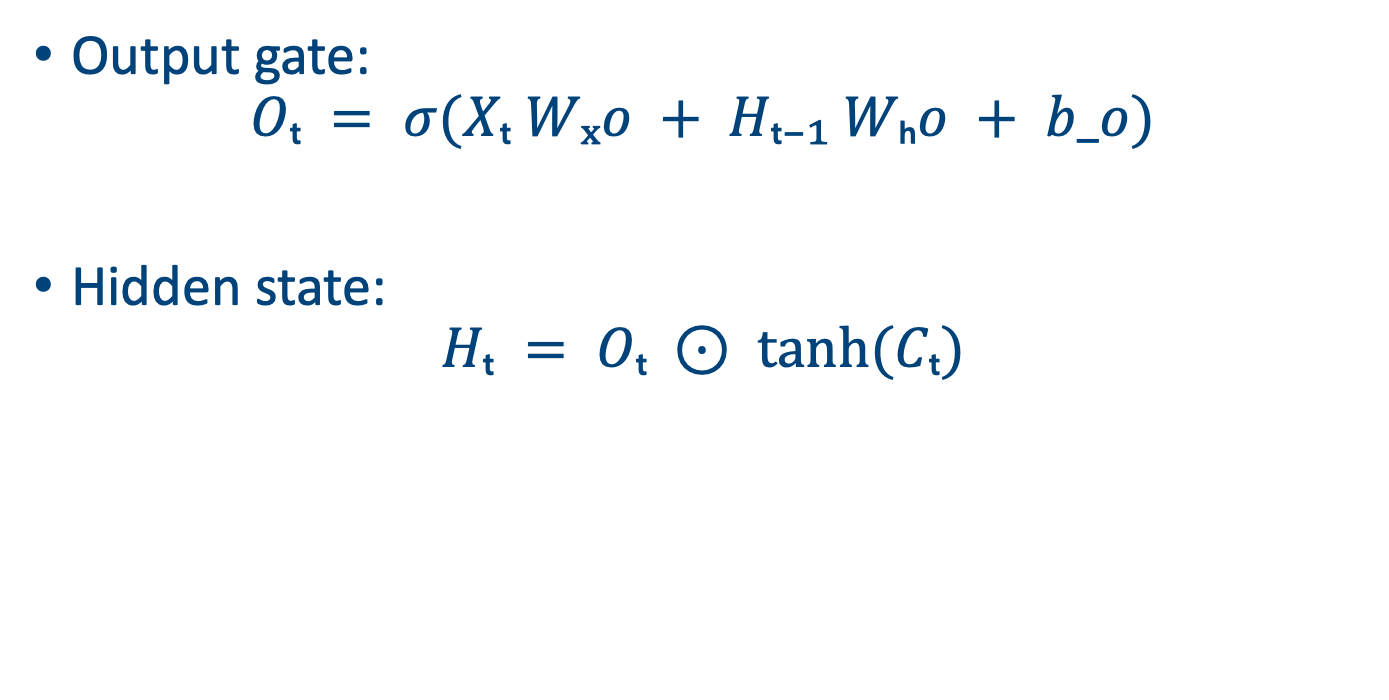 • Output gate:
𝑂ₜ = 𝜎(𝑋ₜ 𝑊ₓ𝑜 + 𝐻ₜ₋₁ 𝑊ₕ𝑜 + 𝑏_𝑜)
• Hidden state:
𝐻ₜ = 𝑂ₜ ⊙ tanh(𝐶ₜ)